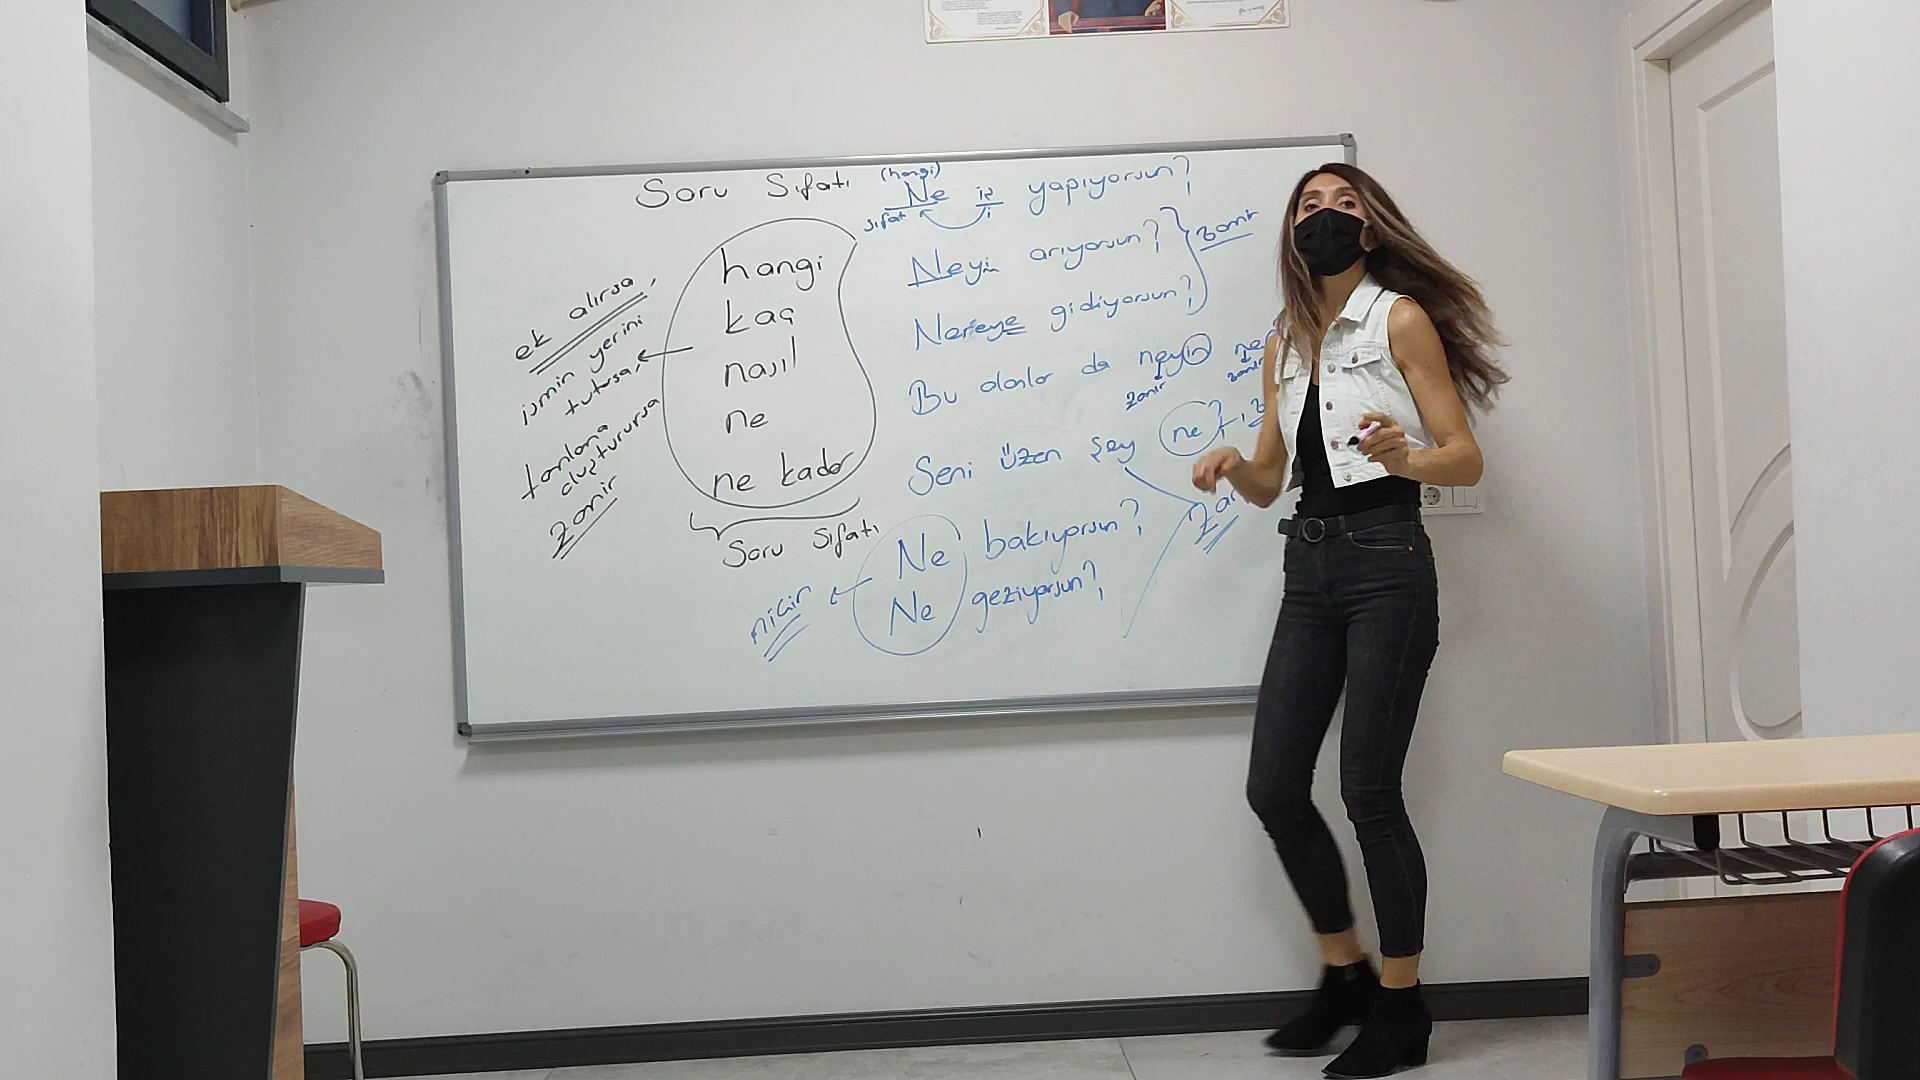 Soru Sıfatı
hangi
kaç
nasıl
ne
ne kadar
Soru Sıfatı
ek alırsa,
ismin yerini
tutarsa,
tamlama
oluşturursa
zamir
(hangi)
Ne iş yapıyorsun?
sıfat i
Neyi arıyorsun?
Nereye gidiyorsun?
zamir
Bu olanlar da neyin
zamir zamir
Seni üzen şey ne?
Ne bakıyorsun?
Ne geziyorsun?
niçin